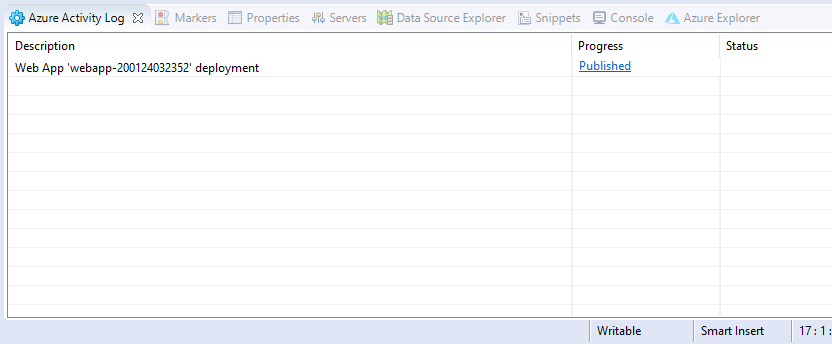 Azure Activity Log Markers Properties Servers Data Source Explorer Snippets Console Azure Explorer
Description Progress Status
Web App 'webapp-200124032352' deployment Published
Writable Smart Insert 17 : 1 :